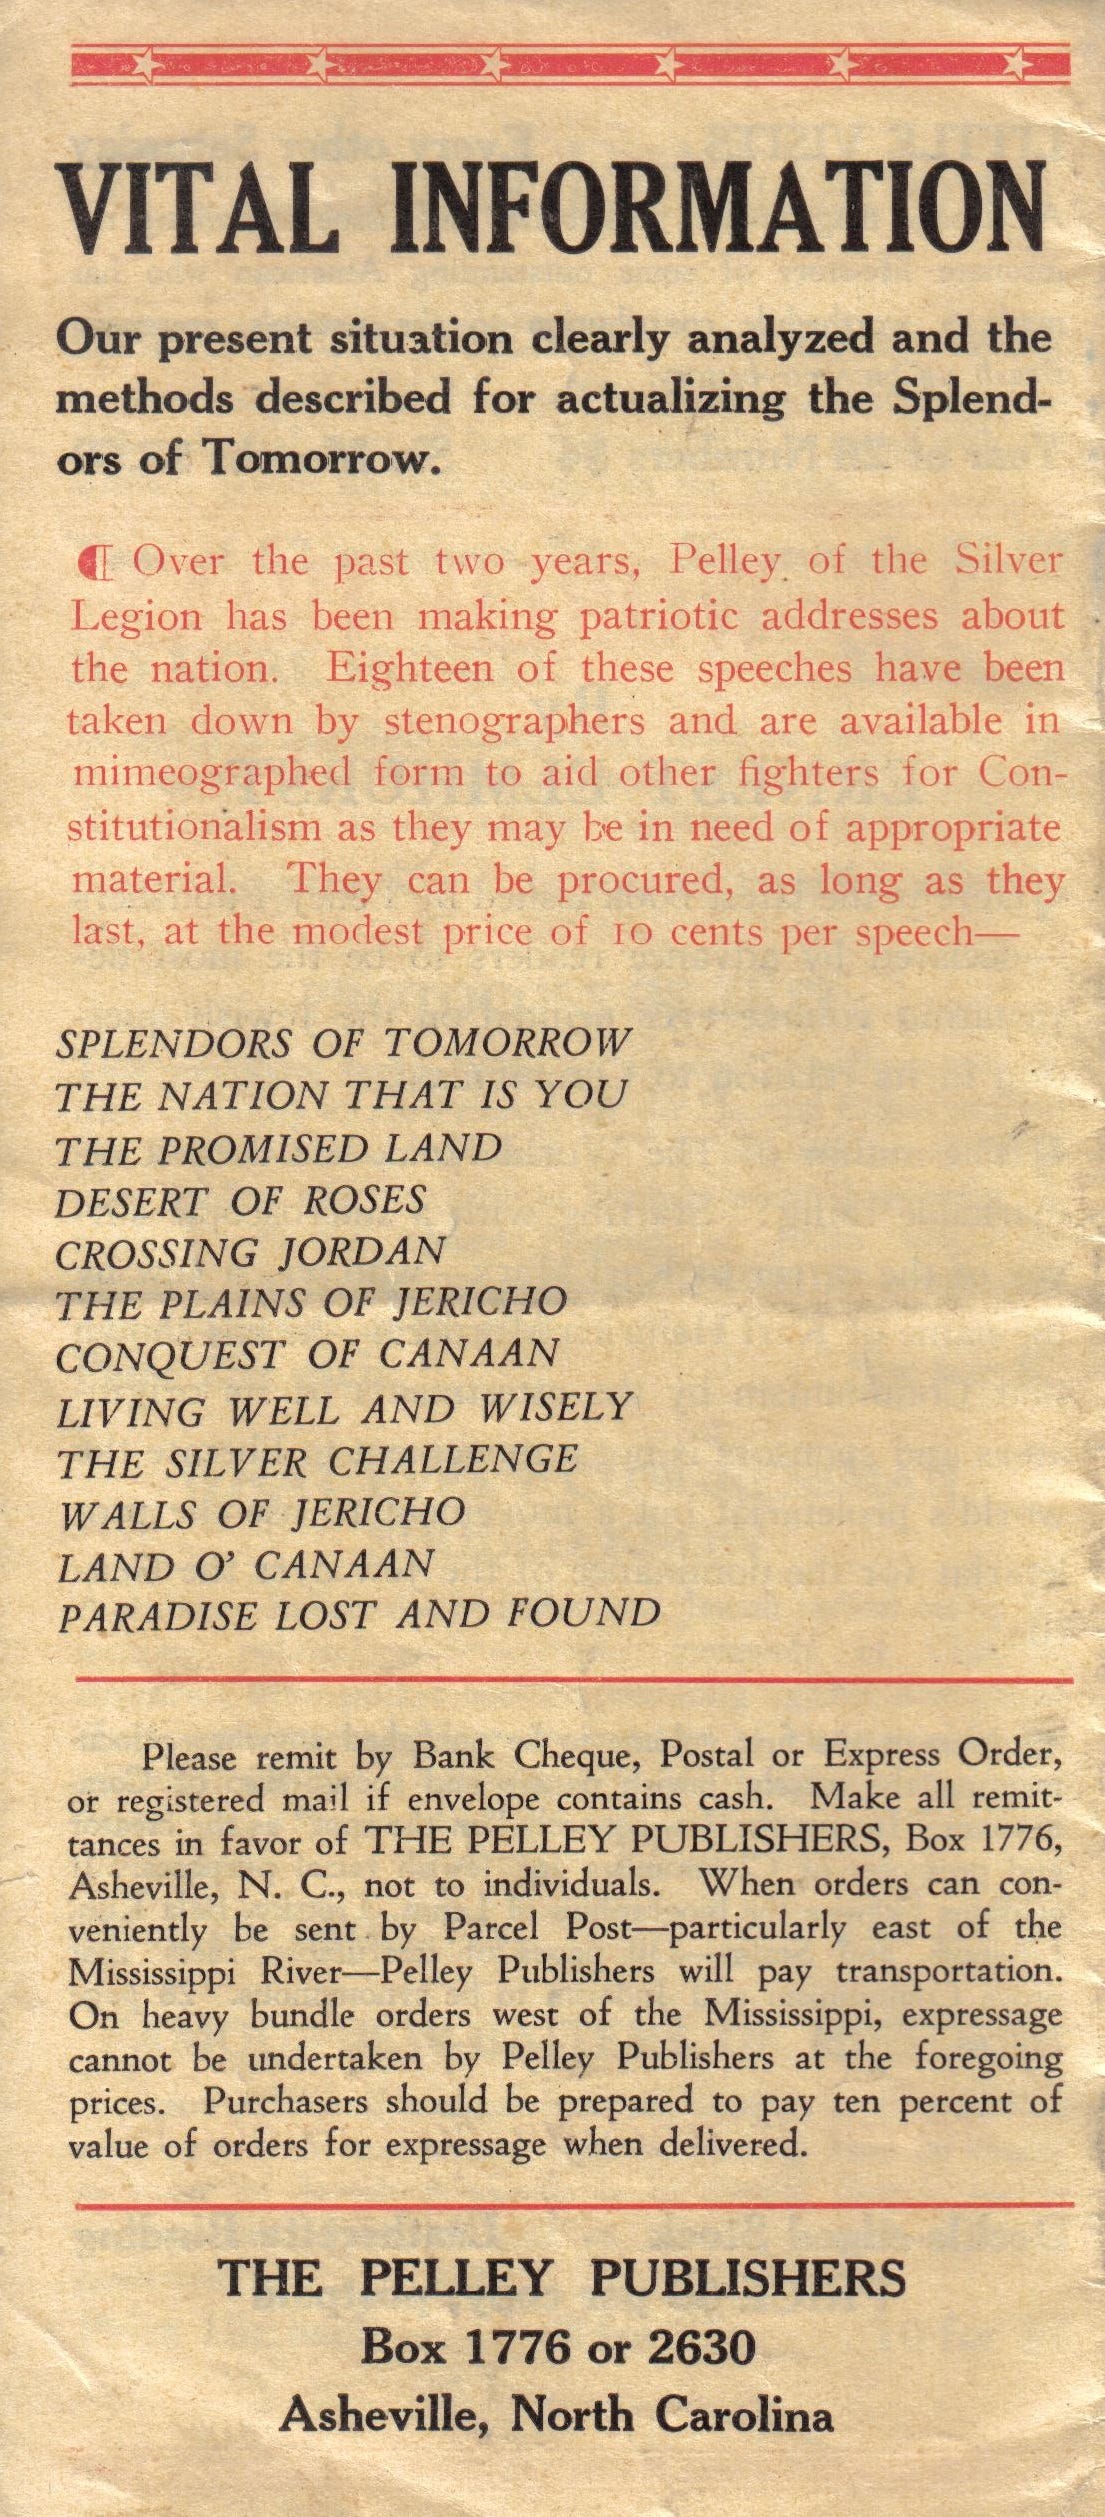 VITAL INFORMATION
Our present situation clearly analyzed and the
methods described for actualizing the Splend-
ors of Tomorrow.
¶ Over the past two years, Pelley of the Silver
Legion has been making patriotic addresses about
the nation. Eighteen of these speeches have been
taken down by stenographers and are available in
mimeographed form to aid other fighters for Con-
stitutionalism as they may be in need of appropriate
material. They can be procured, as long as they
last, at the modest price of 10 cents per speech—
SPLENDORS OF TOMORROW
THE NATION THAT IS YOU
THE PROMISED LAND
DESERT OF ROSES
CROSSING JORDAN
THE PLAINS OF JERICHO
CONQUEST OF CANAAN
LIVING WELL AND WISELY
THE SILVER CHALLENGE
WALLS OF JERICHO
LAND O' CANAAN
PARADISE LOST AND FOUND
Please remit by Bank Cheque, Postal or Express Order,
or registered mail if envelope contains cash. Make all remit-
tances in favor of THE PELLEY PUBLISHERS, Box 1776,
Asheville, N. C., not to individuals. When orders can con-
veniently be sent by Parcel Post—particularly east of the
Mississippi River—Pelley Publishers will pay transportation.
On heavy bundle orders west of the Mississippi, expressage
cannot be undertaken by Pelley Publishers at the foregoing
prices. Purchasers should be prepared to pay ten percent of
value of orders for expressage when delivered.
THE PELLEY PUBLISHERS
Box 1776 or 2630
Asheville, North Carolina